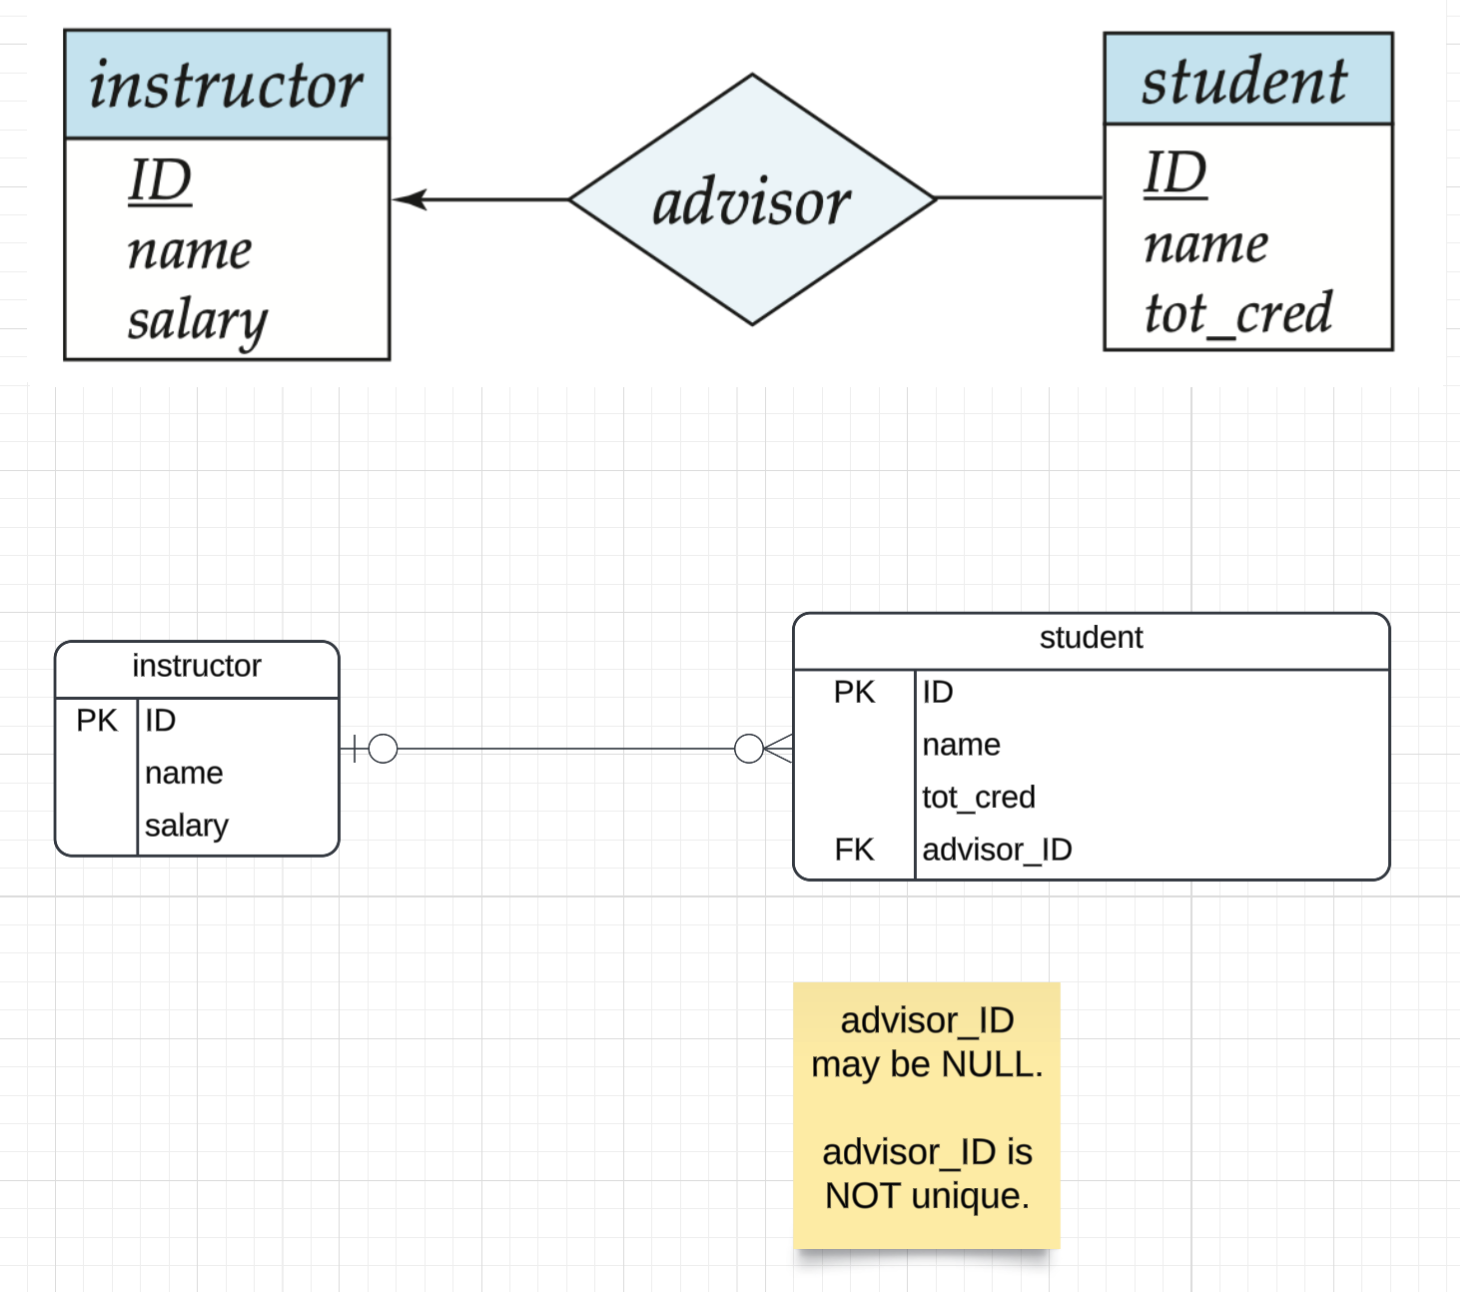 instructor
ID
name
salary
advisor
student
ID
name
tot_cred
instructor
PK ID
name
salary
student
PK ID
name
tot_cred
FK advisor_ID
advisor_ID
may be NULL.
advisor_ID is
NOT unique.